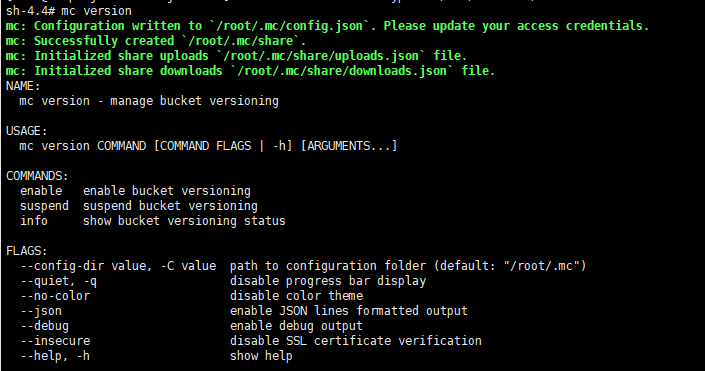 sh-4.4# mc version
mc: Configuration written to `/root/.mc/config.json`. Please update your access credentials.
mc: Successfully created `/root/.mc/share`.
mc: Initialized share uploads `/root/.mc/share/uploads.json` file.
mc: Initialized share downloads `/root/.mc/share/downloads.json` file.
NAME:
  mc version - manage bucket versioning

USAGE:
  mc version COMMAND [COMMAND FLAGS | -h] [ARGUMENTS...]

COMMANDS:
  enable   enable bucket versioning
  suspend  suspend bucket versioning
  info     show bucket versioning status

FLAGS:
  --config-dir value, -C value  path to configuration folder (default: "/root/.mc")
  --quiet, -q                   disable progress bar display
  --no-color                    disable color theme
  --json                        enable JSON lines formatted output
  --debug                       enable debug output
  --insecure                    disable SSL certificate verification
  --help, -h                    show help